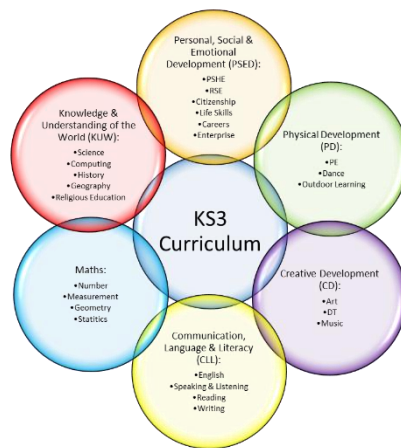 Personal, Social &
Emotional
Development (PSED):
•PSHE
•RSE
•Citizenship
•Life Skills
•Careers
•Enterprise
Physical Development
(PD):
•PE
•Dance
•Outdoor Learning
Creative Development
(CD):
•Art
•DT
•Music
Communication,
Language & Literacy
(CLL):
•English
•Speaking & Listening
•Reading
•Writing
Maths:
•Number
•Measurement
•Geometry
•Statitics
Knowledge &
Understanding of the
World (KUW):
•Science
•Computing
•History
•Geography
•Religious Education
KS3
Curriculum